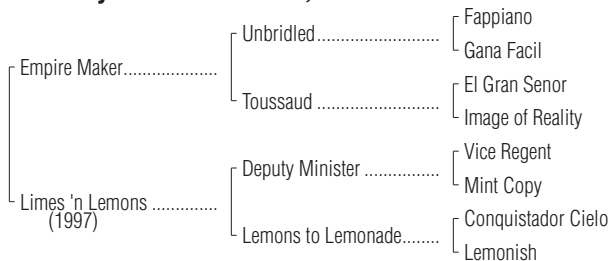 Fappiano
Unbridled
Gana Facil
Empire Maker
El Gran Senor
Toussaud
Image of Reality
Vice Regent
Deputy Minister
Mint Copy
Limes 'n Lemons
(1997)
Conquistador Cielo
Lemons to Lemonade
Lemonish